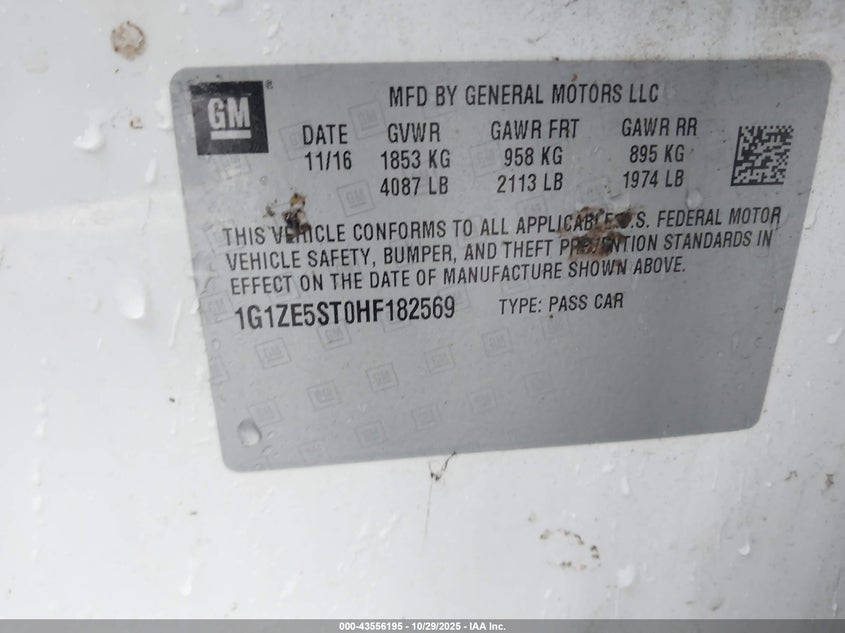 GM
MFD BY GENERAL MOTORS LLC
DATE GVWR GAWR FRT GAWR RR
11/16 1853 KG 958 KG 895 KG
4087 LB 2113 LB 1974 LB
THIS VEHICLE CONFORMS TO ALL APPLICABLE U.S. FEDERAL MOTOR
VEHICLE SAFETY, BUMPER, AND THEFT PREVENTION STANDARDS IN
EFFECT ON THE DATE OF MANUFACTURE SHOWN ABOVE.
1G1ZE5ST0HF182569 TYPE: PASS CAR
000-43556195 - 10/29/2025 - IAA Inc.